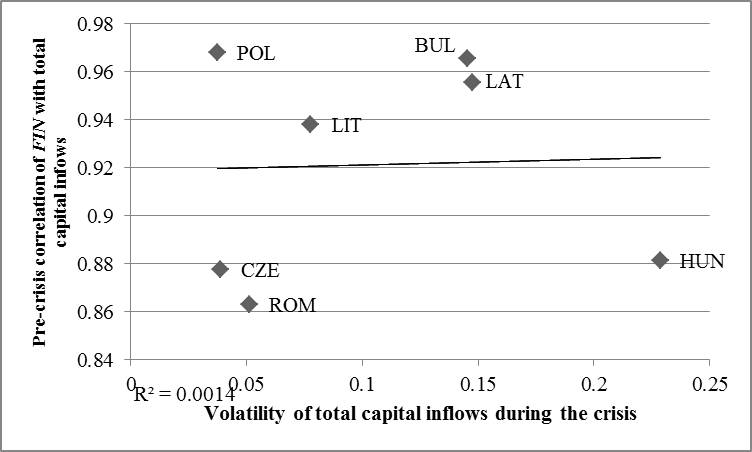 Pre-crisis correlation of FIN with total
capital infows
0.98
0.96
0.94
0.92
0.9
0.88
0.86
0.84
POL
BUL
LAT
LIT
CZE
ROM
HUN
0
0.05
0.1
0.15
0.2
0.25
R² = 0.0014
Volatility of total capital inflows during the crisis